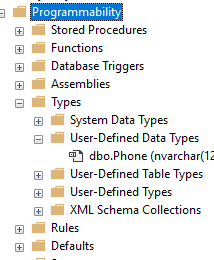 Programmability
Stored Procedures
Functions
Database Triggers
Assemblies
Types
System Data Types
User-Defined Data Types
dbo.Phone (nvarchar(12
User-Defined Table Types
User-Defined Types
XML Schema Collections
Rules
Defaults